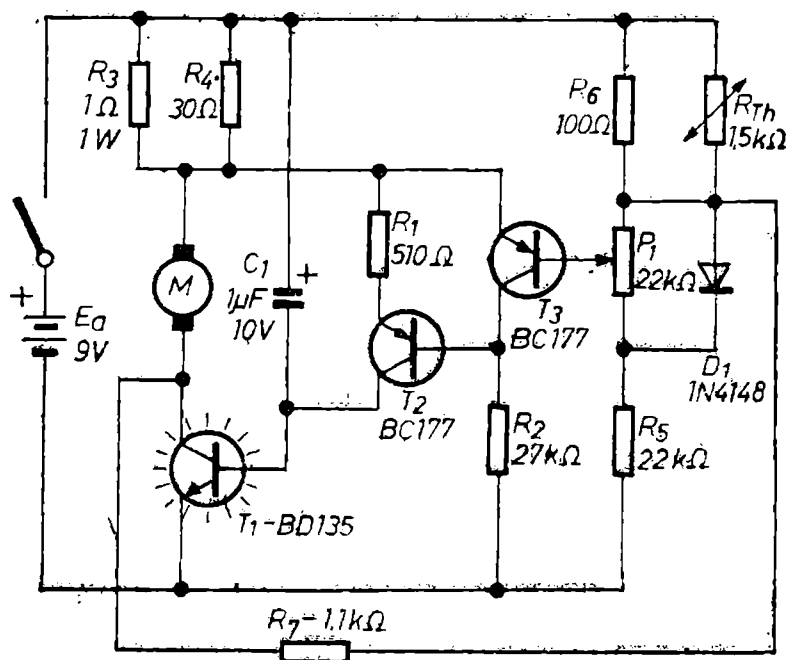 R3
1Ω
1W
R4
30Ω
R6
100Ω
RTh
1,5kΩ
R1
510Ω
C1
+
1µF
10V
M
+
Ea
9V
T3
BC177
P1
22kΩ
D1
1N4148
T2
BC177
R2
27kΩ
R5
22kΩ
T1-BD135
R7-1.1kΩ